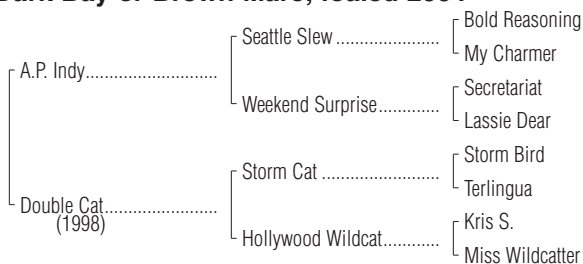 Bold Reasoning
Seattle Slew ...................
My Charmer
A.P. Indy........................
Secretariat
Weekend Surprise............
Lassie Dear
Storm Bird
Storm Cat .....................
Terlingua
Double Cat.....................
(1998)
Kris S.
Hollywood Wildcat...........
Miss Wildcatter